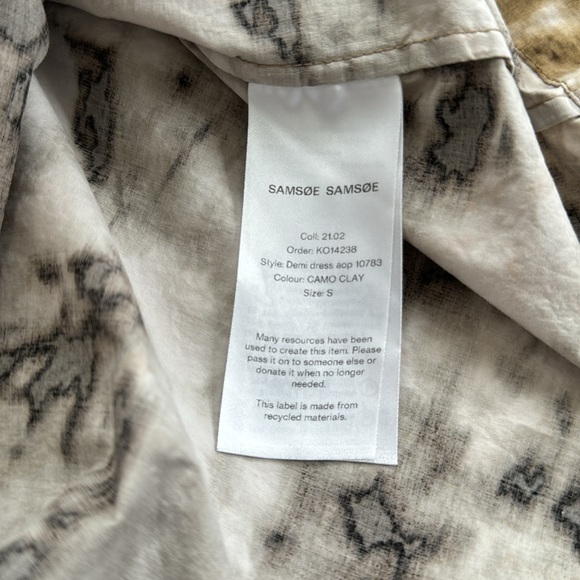 SAMSØE SAMSØE
Coll: 21.02
Order: KO14238
Style: Demi dress aop 10783
Colour: CAMO CLAY
Size: S
Many resources have been
used to create this item. Please
pass it on to someone else or
donate it when no longer
needed.
This label is made from
recycled materials.